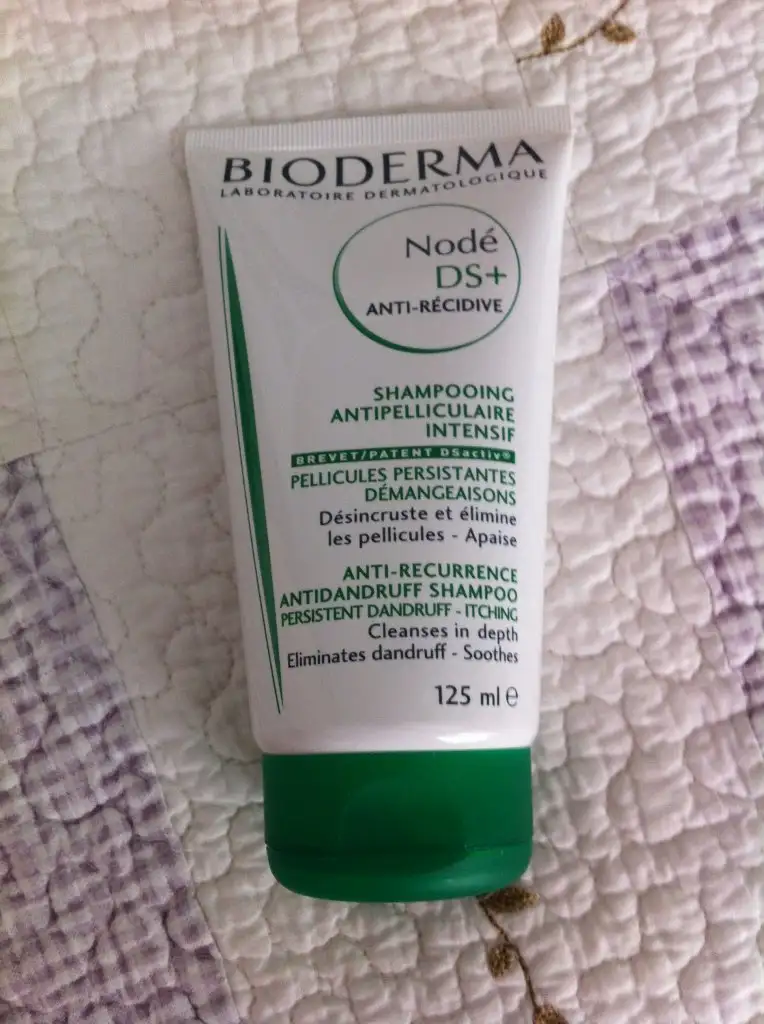 BIODERMA
LABORATOIRE DERMATOLOGIQUE
Nodé
DS+
ANTI-RÉCIDIVE
SHAMPOOING
ANTIPELLICULAIRE
INTENSIF
BREVET/PATENT DSactiv®
PELLICULES PERSISTANTES
DÉMANGEAISONS
Désincruste et élimine
les pellicules - Apaise
ANTI-RECURRENCE
ANTIDANDRUFF SHAMPOO
PERSISTENT DANDRUFF - ITCHING
Cleanses in depth
Eliminates dandruff - Soothes
125 ml ℮